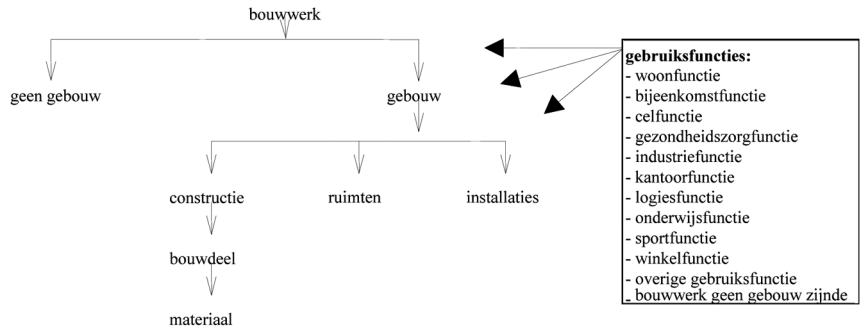 bouwwerk
geen gebouw
gebouw
constructie
ruimten
installaties
bouwdeel
materiaal
gebruiksfuncties:
- woonfunctie
- bijeenkomstfunctie
- celfunctie
- gezondheidszorgfunctie
- industriefunctie
- kantoorfunctie
- logiesfunctie
- onderwijsfunctie
- sportfunctie
- winkelfunctie
- overige gebruiksfunctie
- bouwwerk geen gebouw zijnde